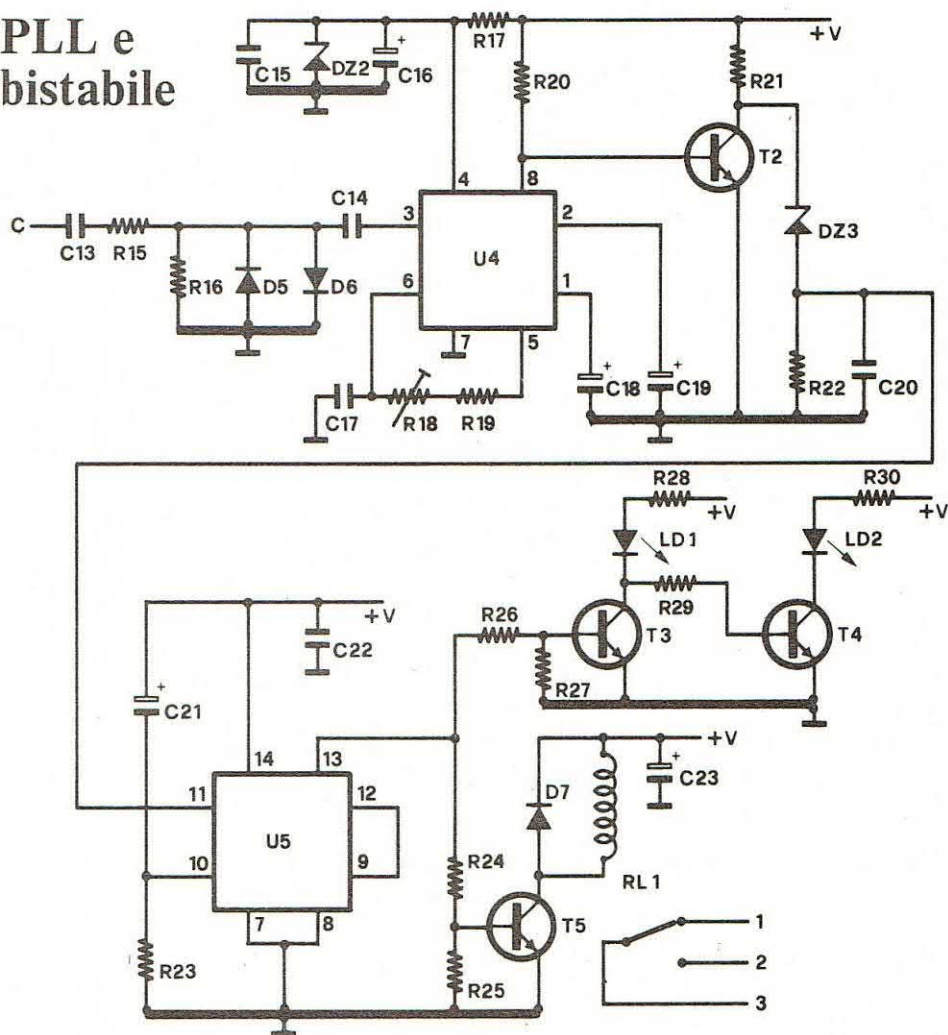 PLL e
bistabile
C15
DZ2
+
C16
R17
+V
R20
R21
T2
4
8
C
C13
R15
R16
D5
D6
C14
3
2
U4
6
1
7
5
DZ3
C17
R18
R19
+
C18
+
C19
R22
C20
R28
+V
R30
+V
LD1
LD2
R29
+V
C22
R26
T3
T4
R27
+
C21
14
13
+V
+
C23
D7
11
12
U5
10
9
R24
RL1
7
8
T5
R23
R25
1
2
3